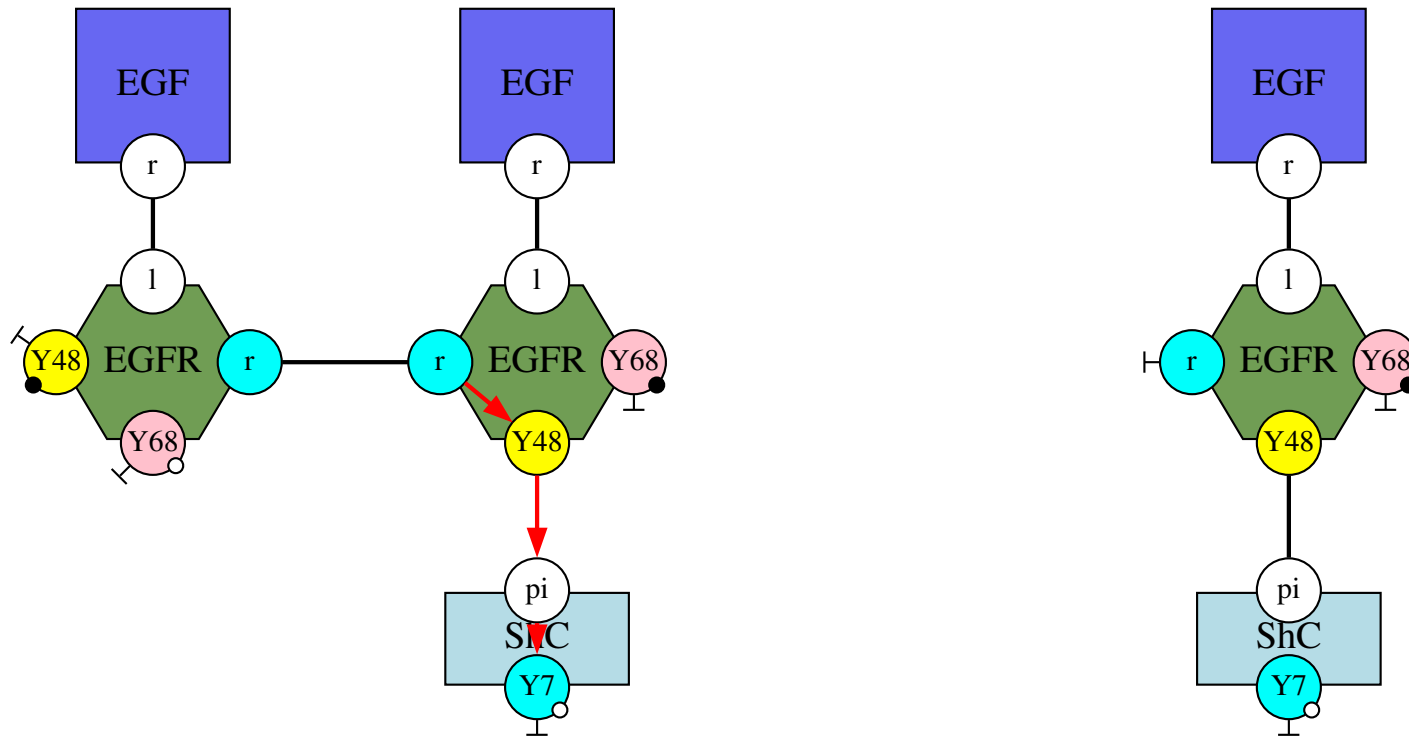 EGF EGF EGF
r r r
l l l
Y48 EGFR r r EGFR Y68 r EGFR Y68
Y68 Y48 Y48
pi pi
ShC ShC
Y7 Y7